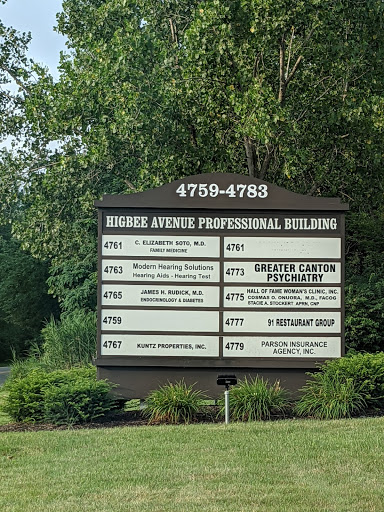 4759-4783
HIGBEE AVENUE PROFESSIONAL BUILDING
4761 C. ELIZABETH SOTO, M.D.
FAMILY MEDICINE
4763 Modern Hearing Solutions
Hearing Aids - Hearing Test
4765 JAMES H. RUDICK, M.D.
ENDOCRINOLOGY & DIABETES
4759
4767 KUNTZ PROPERTIES, INC.
4761
4773 GREATER CANTON
PSYCHIATRY
4775 HALL OF FAME WOMAN'S CLINIC, INC.
COSMAS O. ONUORA, M.D., FACOG
STACIE A. STOCKERT APRN, CNP
4777 91 RESTAURANT GROUP
4779 PARSON INSURANCE
AGENCY, INC.